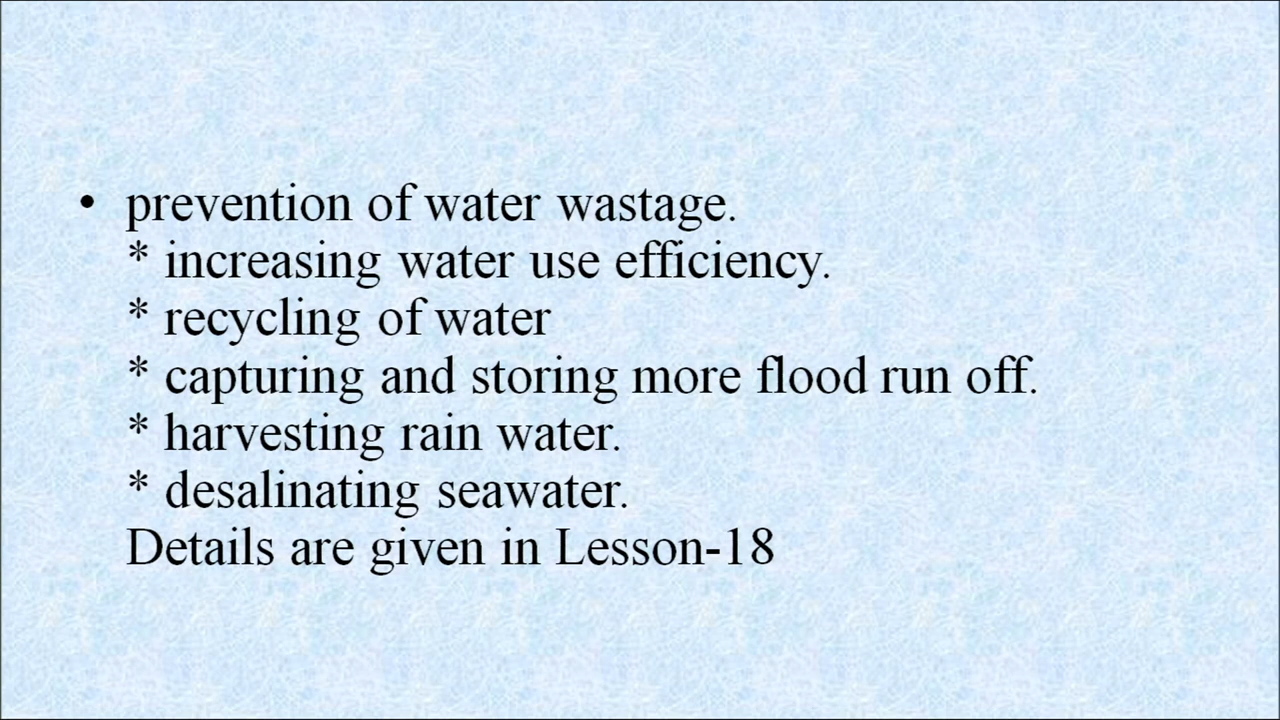 • prevention of water wastage.
* increasing water use efficiency.
* recycling of water
* capturing and storing more flood run off.
* harvesting rain water.
* desalinating seawater.
Details are given in Lesson-18